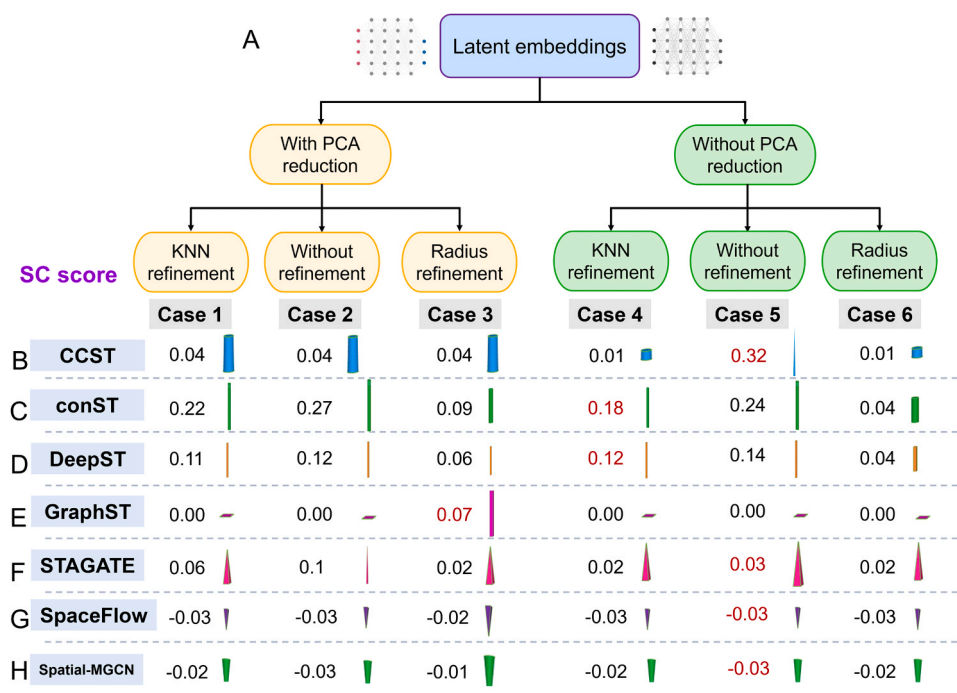 A
Latent embeddings
With PCA
reduction
Without PCA
reduction
KNN
refinement
Without
refinement
Radius
refinement
KNN
refinement
Without
refinement
Radius
refinement
SC score
Case 1 Case 2 Case 3 Case 4 Case 5 Case 6
B CCST 0.04 0.04 0.04 0.01 0.32 0.01
C conST 0.22 0.27 0.09 0.18 0.24 0.04
D DeepST 0.11 0.12 0.06 0.12 0.14 0.04
E GraphST 0.00 0.00 0.07 0.00 0.00 0.00
F STAGATE 0.06 0.1 0.02 0.02 0.03 0.02
G SpaceFlow -0.03 -0.03 -0.02 -0.03 -0.03 -0.03
H Spatial-MGCN -0.02 -0.03 -0.01 -0.02 -0.03 -0.02